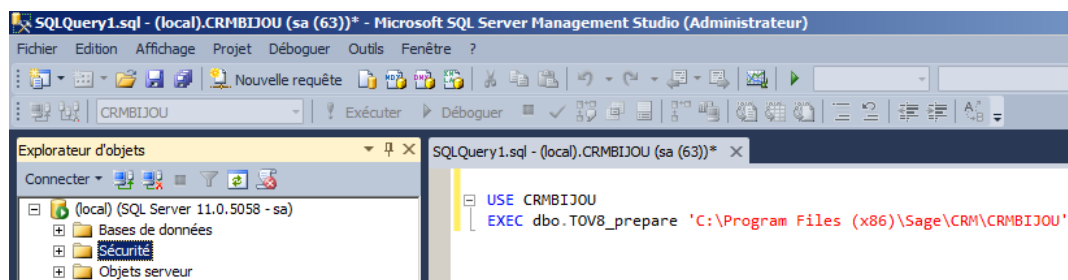 SQLQuery1.sql - (local).CRMBIJOU (sa (63))* - Microsoft SQL Server Management Studio (Administrateur)
Fichier Edition Affichage Projet Déboguer Outils Fenêtre ?
Nouvelle requête
CRMBIJOU Exécuter Déboguer
Explorateur d'objets
SQLQuery1.sql - (local).CRMBIJOU (sa (63))*
Connecter
(local) (SQL Server 11.0.5058 - sa)
Bases de données
Sécurité
Objets serveur
USE CRMBIJOU
EXEC dbo.TOV8_prepare 'C:\Program Files (x86)\Sage\CRM\CRMBIJOU'